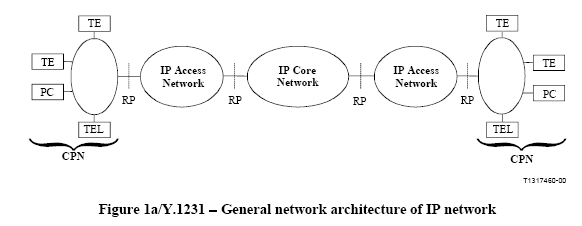 TE
TE
TE
IP Access
Network
IP Core
Network
IP Access
Network
TE
PC
PC
RP
RP
RP
RP
TEL
TEL
CPN
CPN
T1317460-00
Figure 1a/Y.1231 – General network architecture of IP network